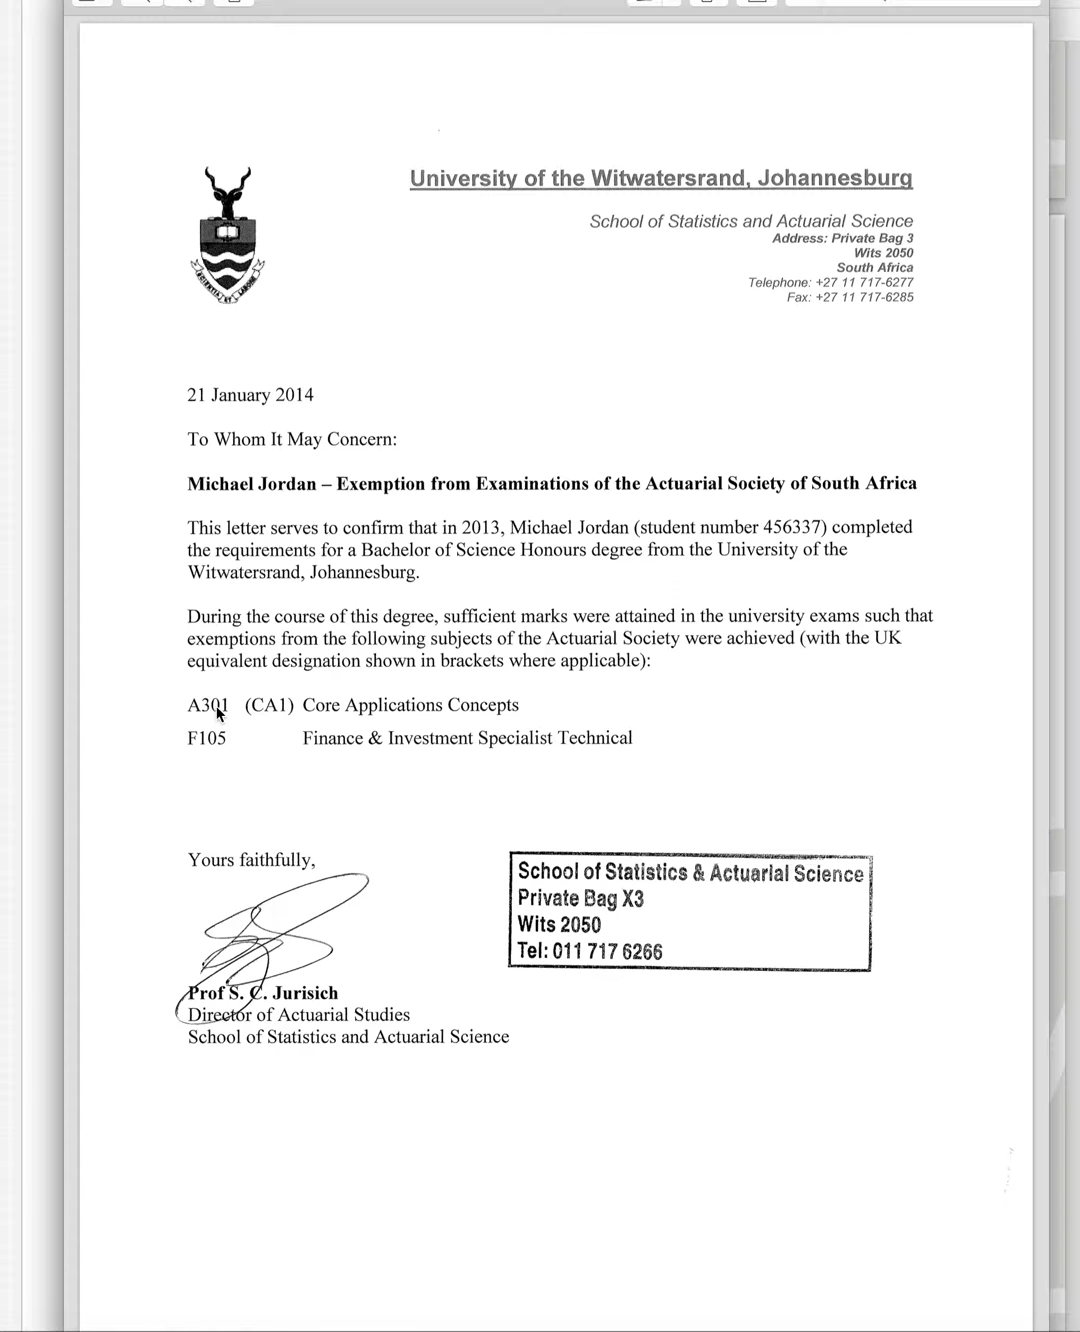 University of the Witwatersrand, Johannesburg
School of Statistics and Actuarial Science
Address: Private Bag 3
Wits 2050
South Africa
Telephone: +27 11 717-6277
Fax: +27 11 717-6285
SCIENTIA ET LABORE
21 January 2014
To Whom It May Concern:
Michael Jordan – Exemption from Examinations of the Actuarial Society of South Africa
This letter serves to confirm that in 2013, Michael Jordan (student number 456337) completed
the requirements for a Bachelor of Science Honours degree from the University of the
Witwatersrand, Johannesburg.
During the course of this degree, sufficient marks were attained in the university exams such that
exemptions from the following subjects of the Actuarial Society were achieved (with the UK
equivalent designation shown in brackets where applicable):
A301 (CA1) Core Applications Concepts
F105 Finance & Investment Specialist Technical
Yours faithfully,
School of Statistics & Actuarial Science
Private Bag X3
Wits 2050
Tel: 011 717 6266
Prof S. C. Jurisich
Director of Actuarial Studies
School of Statistics and Actuarial Science